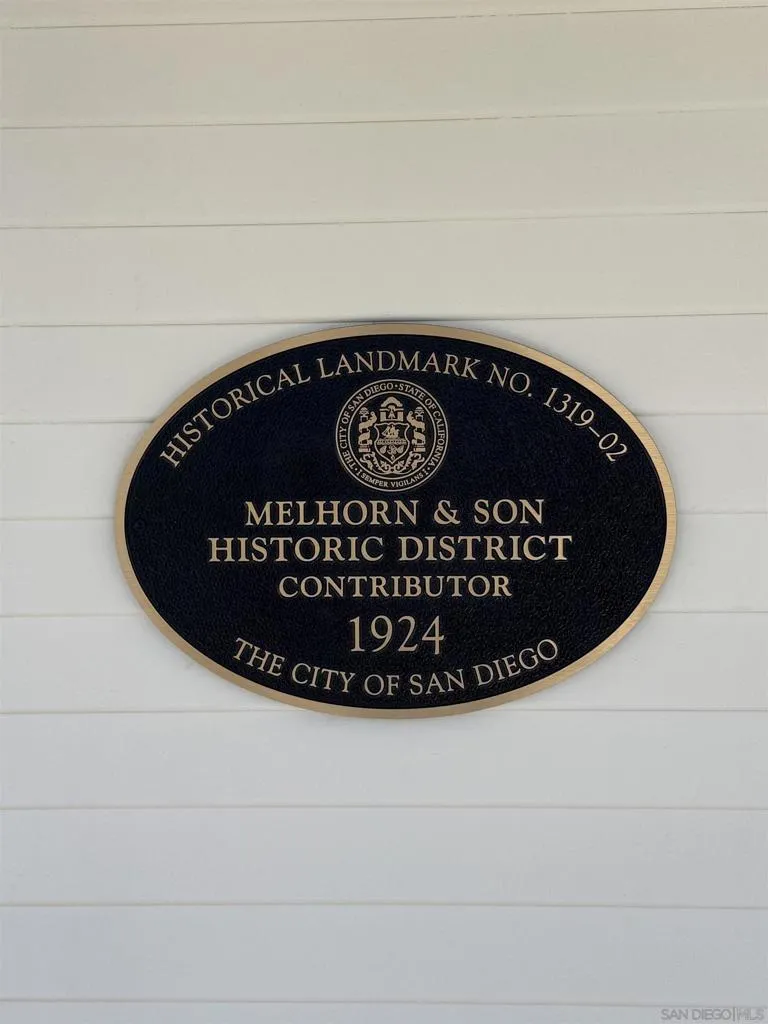 HISTORICAL LANDMARK NO. 1319-02
THE CITY OF SAN DIEGO • STATE OF CALIFORNIA
SEMPER VIGILANS
MELHORN & SON
HISTORIC DISTRICT
CONTRIBUTOR
1924
THE CITY OF SAN DIEGO
SAN DIEGO MLS